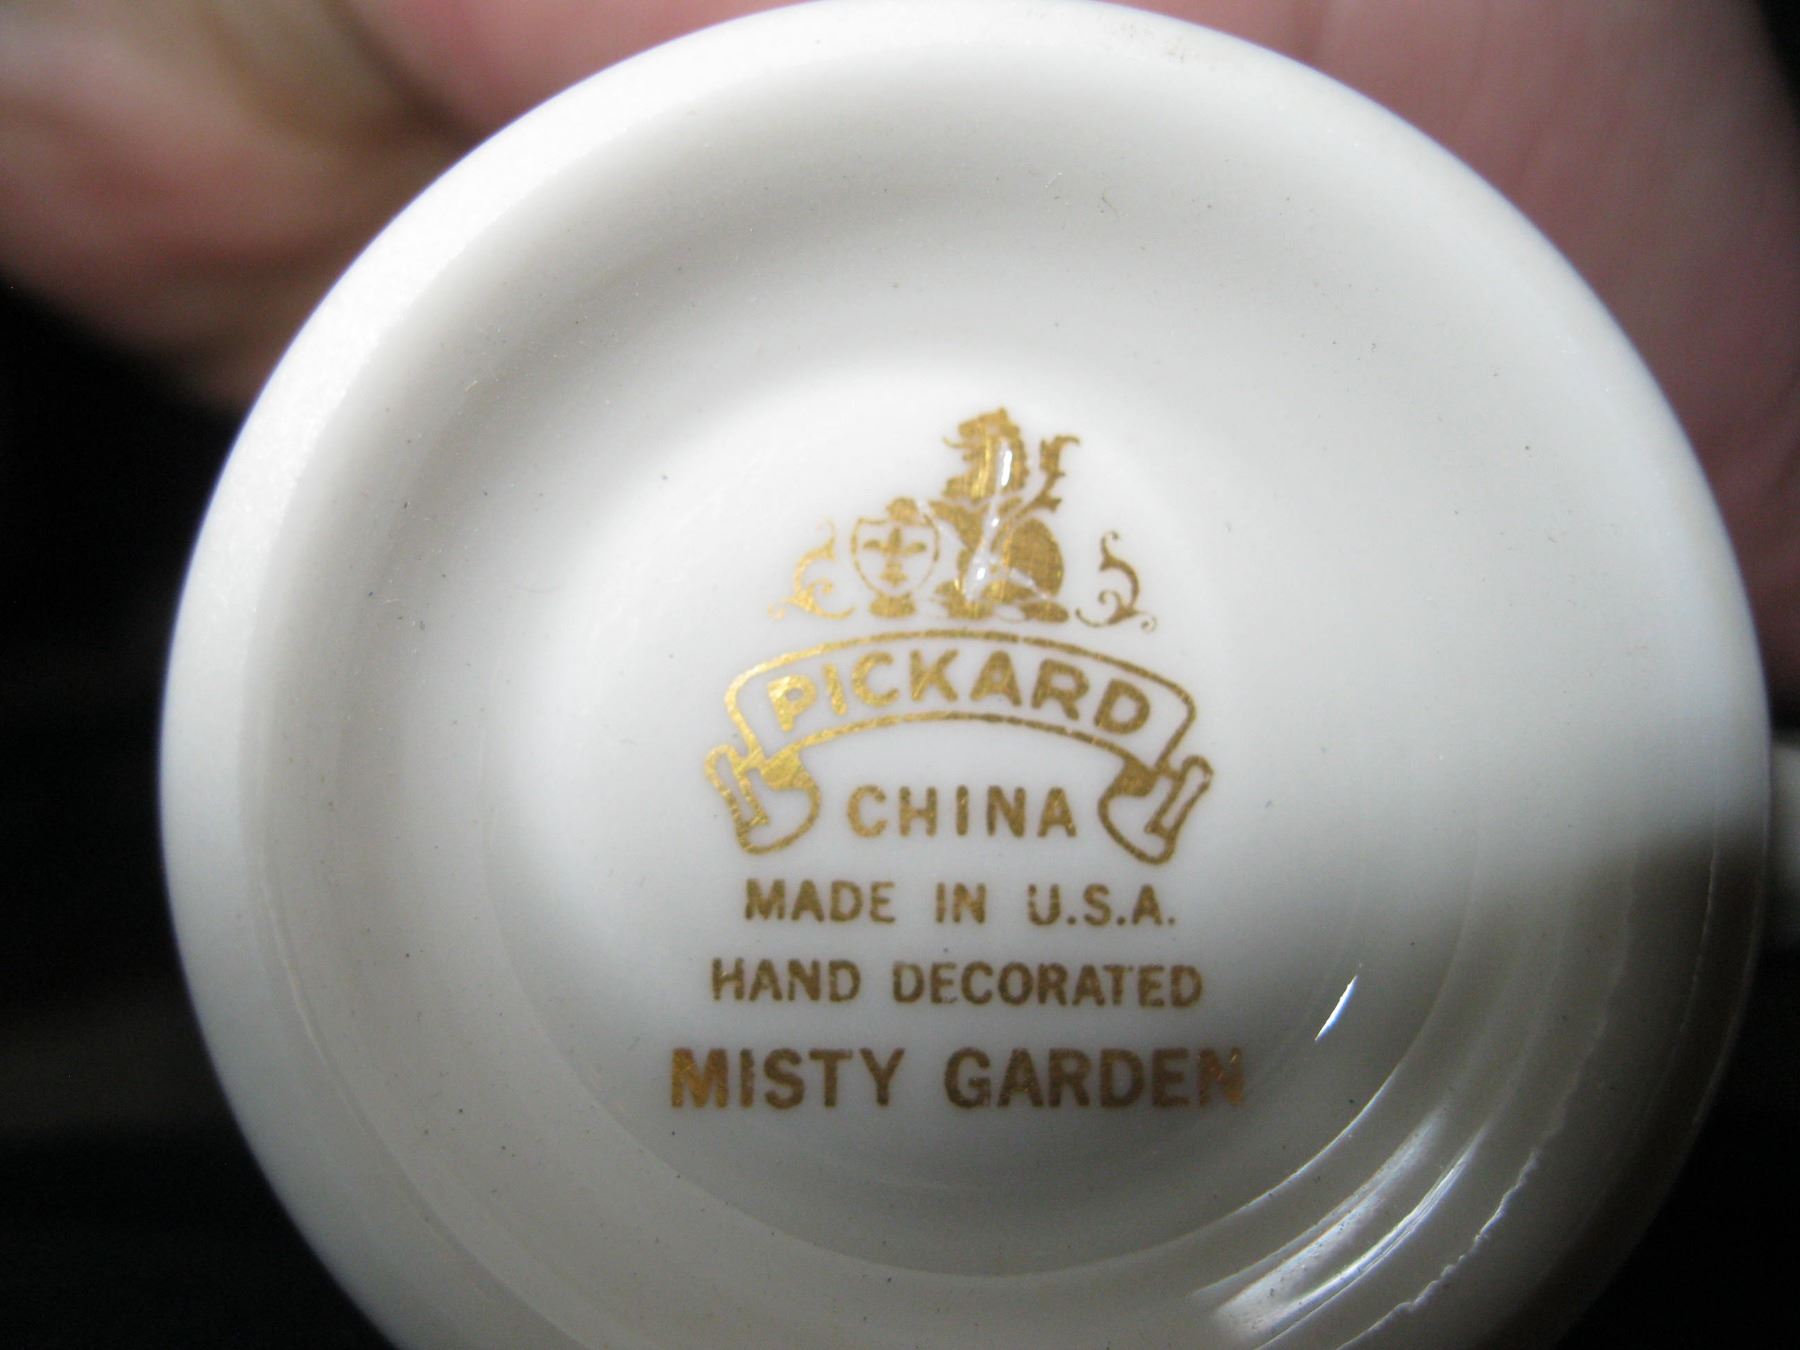 PICKARD
CHINA
MADE IN U.S.A.
HAND DECORATED
MISTY GARDEN